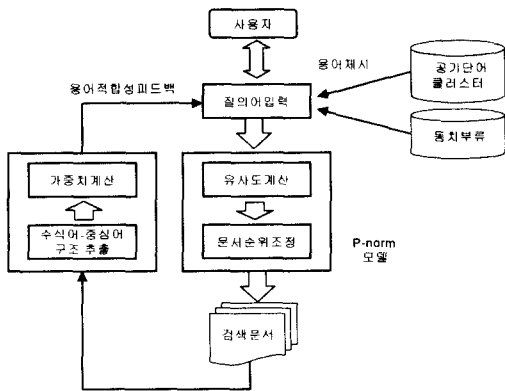 사용자
용어제시
공기단어
클러스터
용어적합성피드백
질의어입력
동치부류
가중치계산
유사도계산
수식어-중심어
구조 추출
문서순위조정
P-norm
모델
검색문서